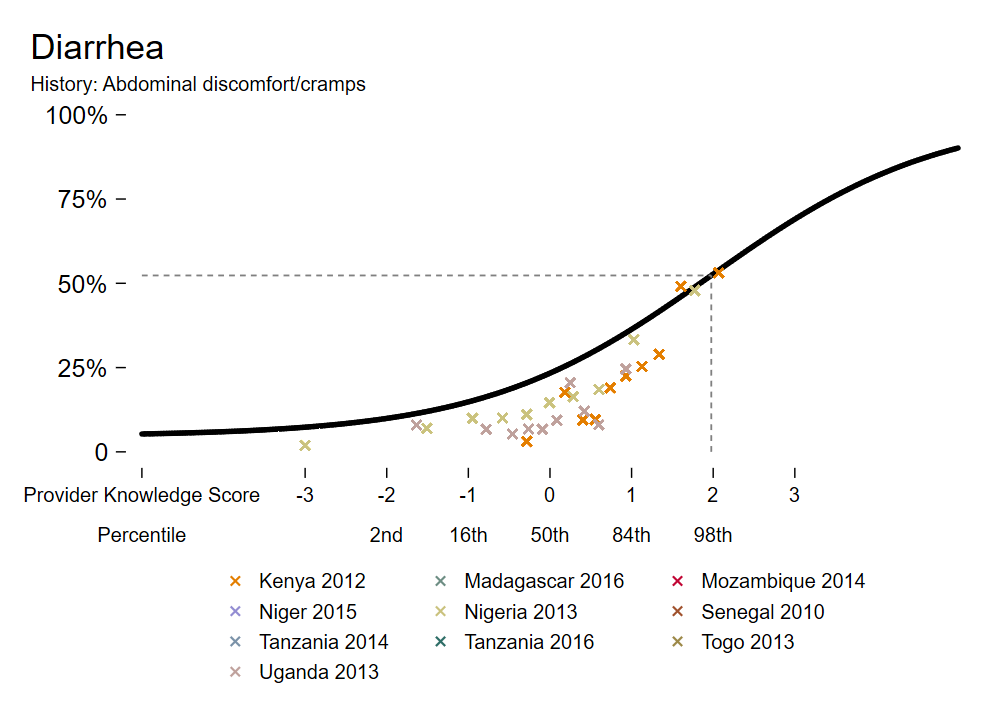 Diarrhea
History: Abdominal discomfort/cramps
100%
75%
50%
25%
0
Provider Knowledge Score -3 -2 -1 0 1 2 3
Percentile 2nd 16th 50th 84th 98th
Kenya 2012 Madagascar 2016 Mozambique 2014
Niger 2015 Nigeria 2013 Senegal 2010
Tanzania 2014 Tanzania 2016 Togo 2013
Uganda 2013